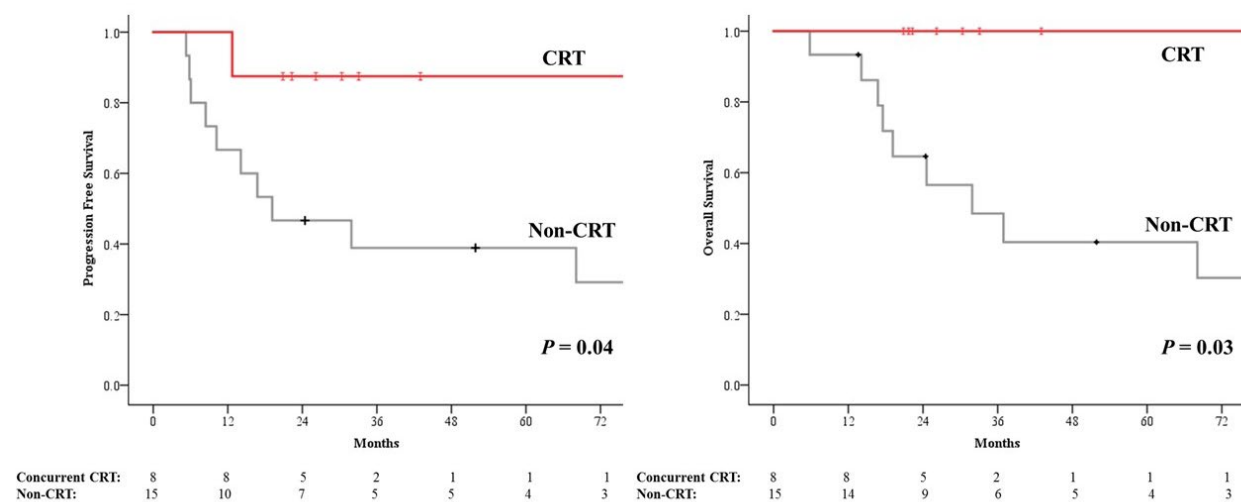 Progression Free Survival
1.0
0.8
0.6
0.4
0.2
0.0
CRT
Non-CRT
P = 0.04
0 12 24 36 48 60 72
Months
Concurrent CRT: 8 8 5 2 1 1 1
Non-CRT: 15 10 7 5 5 4 3
Overall Survival
1.0
0.8
0.6
0.4
0.2
0.0
CRT
Non-CRT
P = 0.03
0 12 24 36 48 60 72
Months
Concurrent CRT: 8 8 5 2 1 1 1
Non-CRT: 15 14 9 6 5 4 3